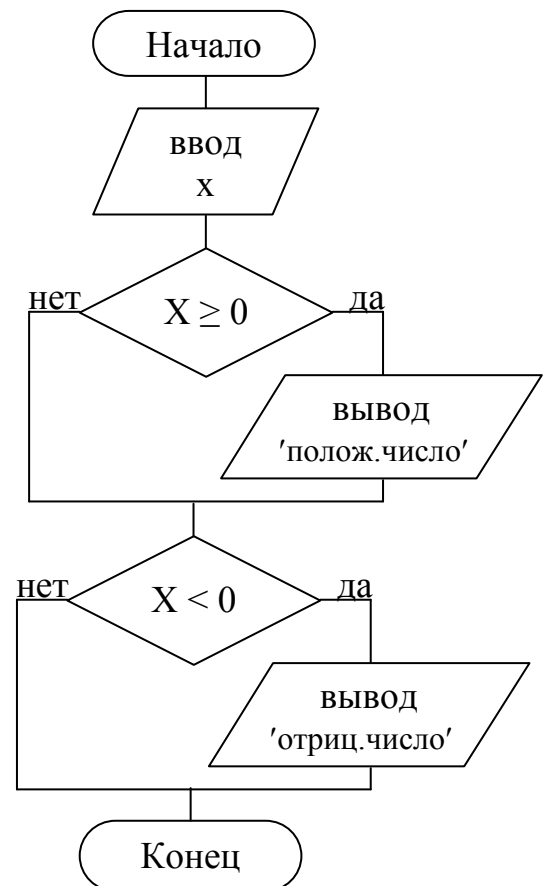 Начало
ввод
x
нет
X ≥ 0
да
вывод
′полож.число′
нет
X < 0
да
вывод
′отриц.число′
Конец